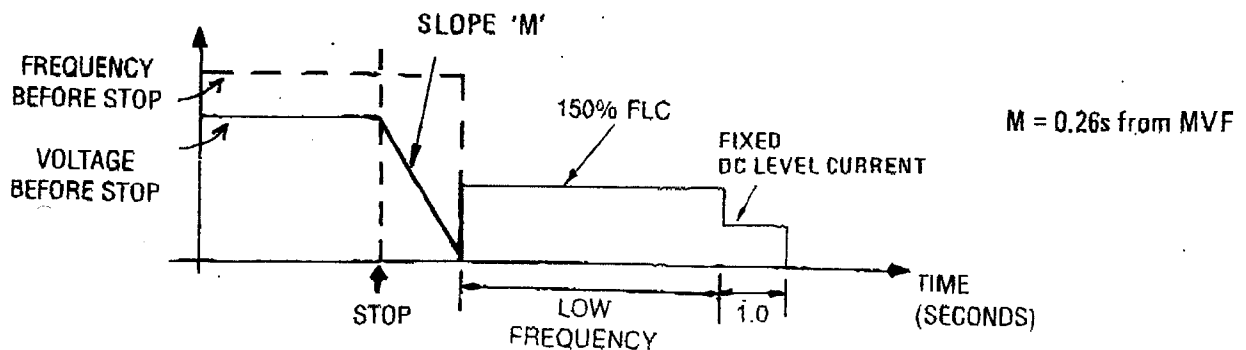 SLOPE 'M'
FREQUENCY
BEFORE STOP
150% FLC
M = 0.26s from MVF
FIXED
DC LEVEL CURRENT
VOLTAGE
BEFORE STOP
STOP
LOW
FREQUENCY
1.0
TIME
(SECONDS)